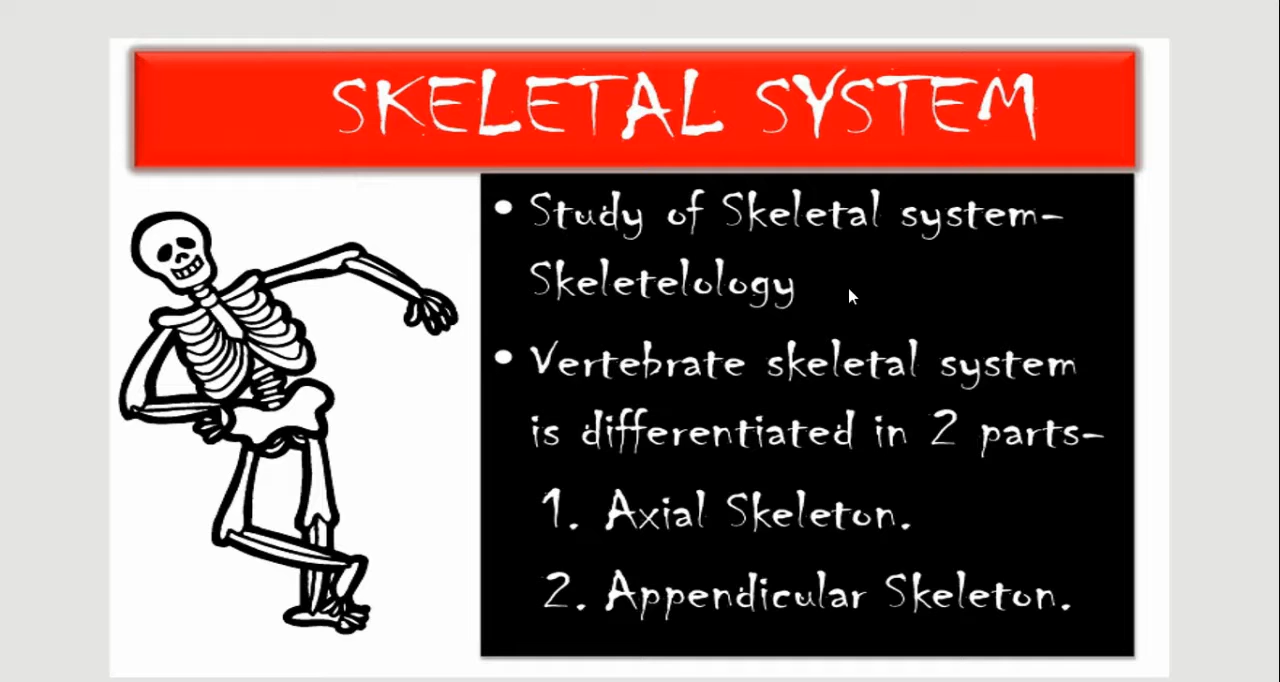 SKELETAL SYSTEM
• Study of Skeletal system-
Skeletelology
• Vertebrate skeletal system
is differentiated in 2 parts-
1. Axial Skeleton.
2. Appendicular Skeleton.